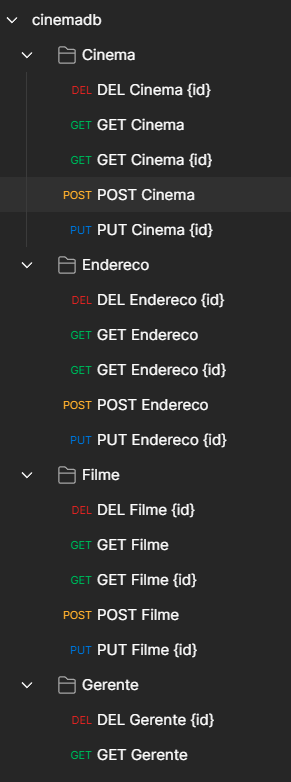 cinemadb
Cinema
DEL DEL Cinema {id}
GET GET Cinema
GET GET Cinema {id}
POST POST Cinema
PUT PUT Cinema {id}
Endereco
DEL DEL Endereco {id}
GET GET Endereco
GET GET Endereco {id}
POST POST Endereco
PUT PUT Endereco {id}
Filme
DEL DEL Filme {id}
GET GET Filme
GET GET Filme {id}
POST POST Filme
PUT PUT Filme {id}
Gerente
DEL DEL Gerente {id}
GET GET Gerente